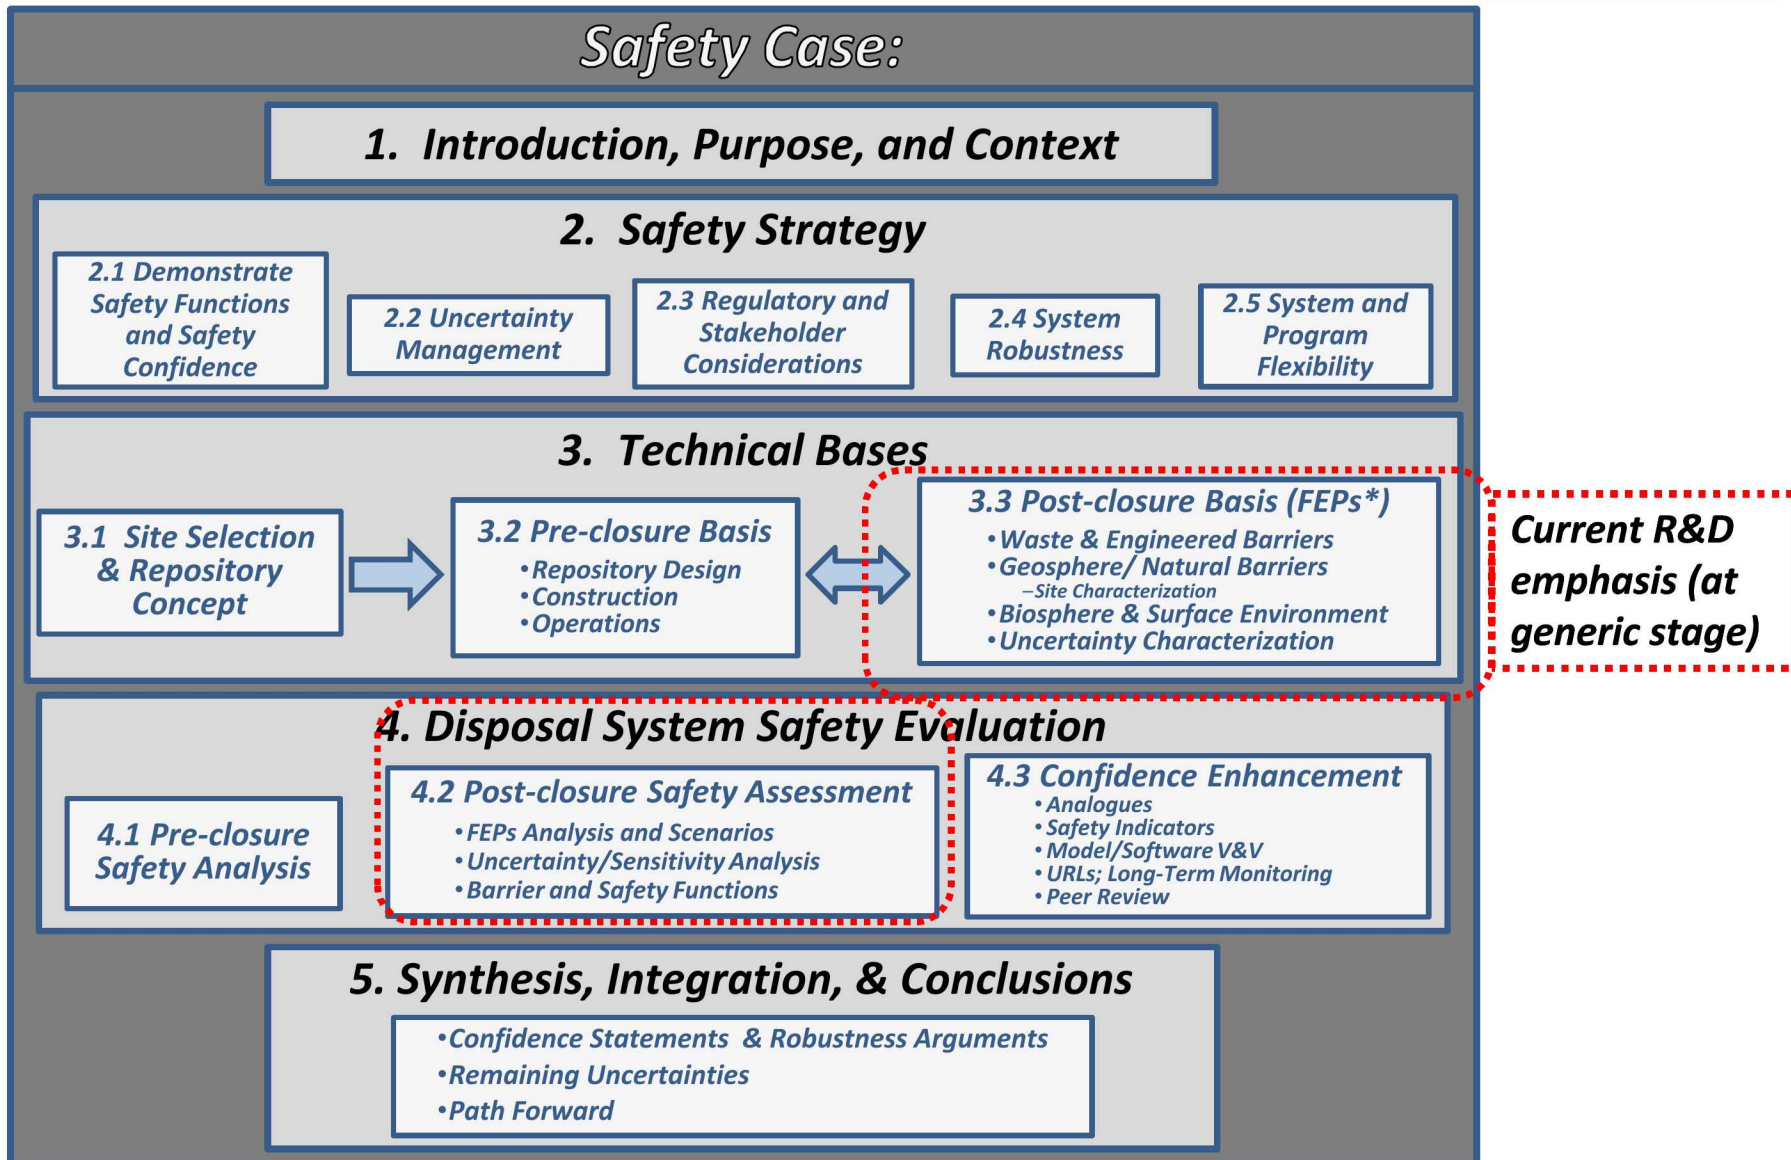 Safety Case:
1. Introduction, Purpose, and Context
2. Safety Strategy
2.1 Demonstrate
Safety Functions
and Safety
Confidence
2.2 Uncertainty
Management
2.3 Regulatory and
Stakeholder
Considerations
2.4 System
Robustness
2.5 System and
Program
Flexibility
3. Technical Bases
3.1 Site Selection
& Repository
Concept
3.2 Pre-closure Basis
•Repository Design
•Construction
•Operations
3.3 Post-closure Basis (FEPs*)
•Waste & Engineered Barriers
•Geosphere/ Natural Barriers
–Site Characterization
•Biosphere & Surface Environment
•Uncertainty Characterization
Current R&D
emphasis (at
generic stage)
4. Disposal System Safety Evaluation
4.1 Pre-closure
Safety Analysis
4.2 Post-closure Safety Assessment
•FEPs Analysis and Scenarios
•Uncertainty/Sensitivity Analysis
•Barrier and Safety Functions
4.3 Confidence Enhancement
•Analogues
•Safety Indicators
•Model/Software V&V
•URLs; Long-Term Monitoring
•Peer Review
5. Synthesis, Integration, & Conclusions
•Confidence Statements & Robustness Arguments
•Remaining Uncertainties
•Path Forward